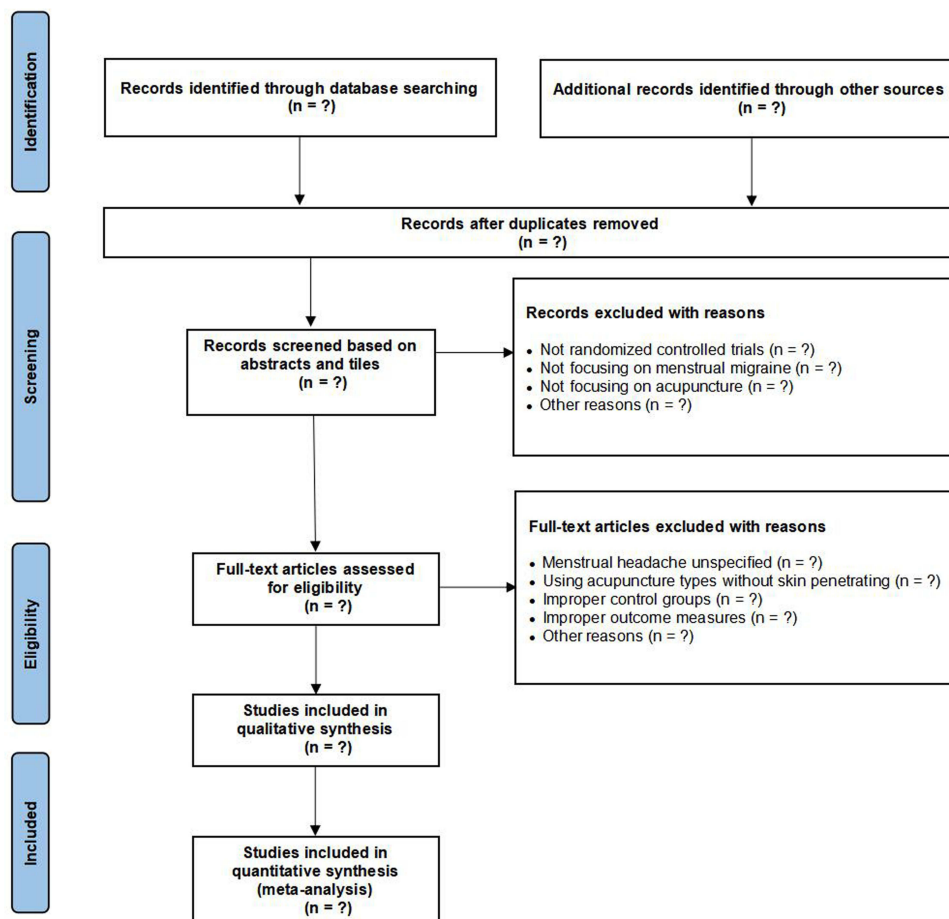 Identification
Records identified through database searching
(n = ?)
Additional records identified through other sources
(n = ?)
Records after duplicates removed
(n = ?)
Screening
Records screened based on
abstracts and tiles
(n = ?)
Records excluded with reasons
• Not randomized controlled trials (n = ?)
• Not focusing on menstrual migraine (n = ?)
• Not focusing on acupuncture (n = ?)
• Other reasons (n = ?)
Eligibility
Full-text articles assessed
for eligibility
(n = ?)
Full-text articles excluded with reasons
• Menstrual headache unspecified (n = ?)
• Using acupuncture types without skin penetrating (n = ?)
• Improper control groups (n = ?)
• Improper outcome measures (n = ?)
• Other reasons (n = ?)
Studies included in
qualitative synthesis
(n = ?)
Included
Studies included in
quantitative synthesis
(meta-analysis)
(n = ?)